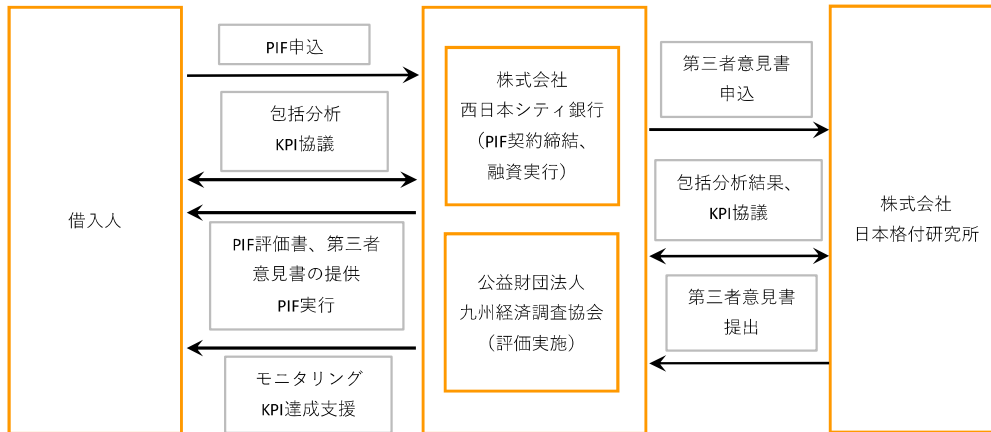 借入人
PIF申込
包括分析
KPI協議
PIF評価書、第三者
意見書の提供
PIF実行
モニタリング
KPI達成支援
株式会社
西日本シティ銀行
（PIF契約締結、
融資実行）
公益財団法人
九州経済調査協会
（評価実施）
第三者意見書
申込
包括分析結果、
KPI協議
第三者意見書
提出
株式会社
日本格付研究所